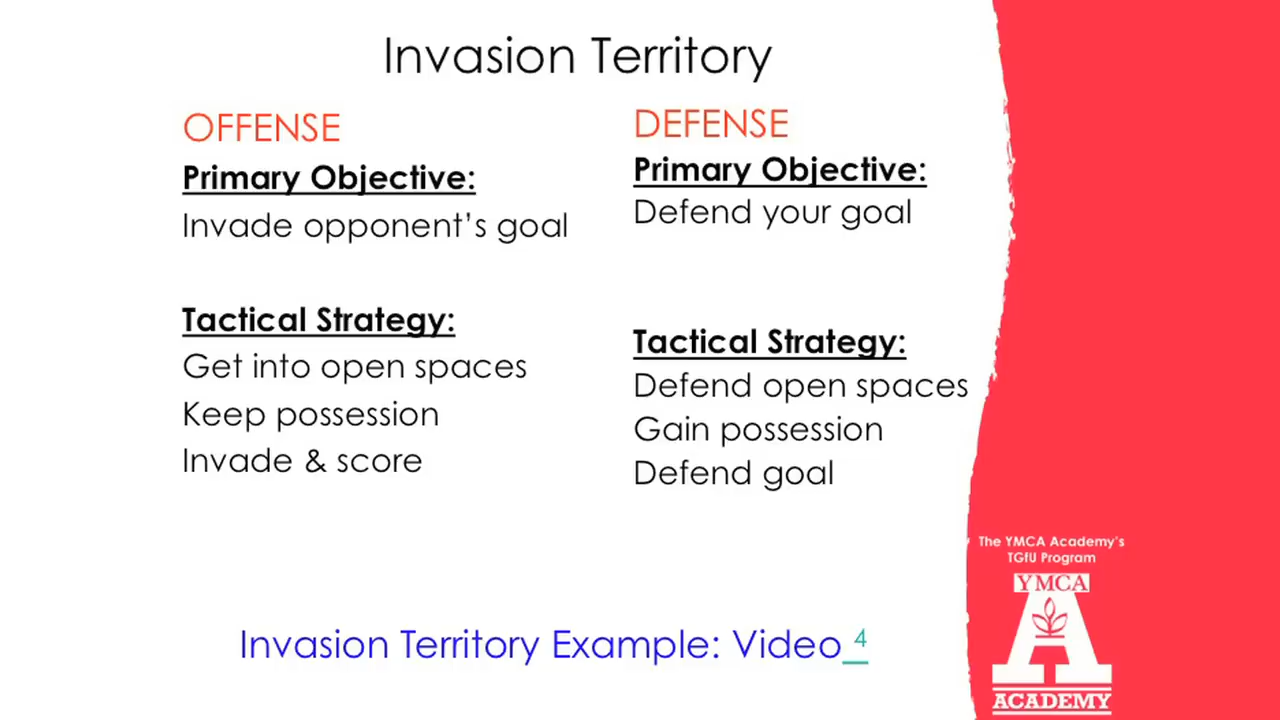 Invasion Territory
OFFENSE
Primary Objective:
Invade opponent’s goal
Tactical Strategy:
Get into open spaces
Keep possession
Invade & score
DEFENSE
Primary Objective:
Defend your goal
Tactical Strategy:
Defend open spaces
Gain possession
Defend goal
Invasion Territory Example: Video 4
The YMCA Academy’s
TGfU Program
YMCA
A
ACADEMY